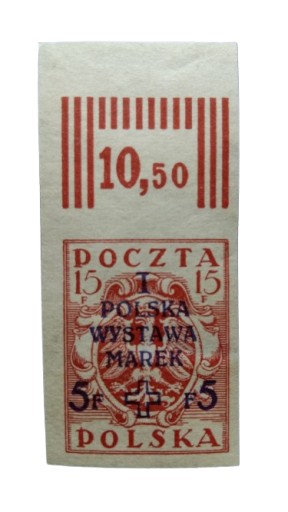 10,50
POCZTA
15 I 15
F POLSKA F
WYSTAWA
MAREK
5F F5
POLSKA